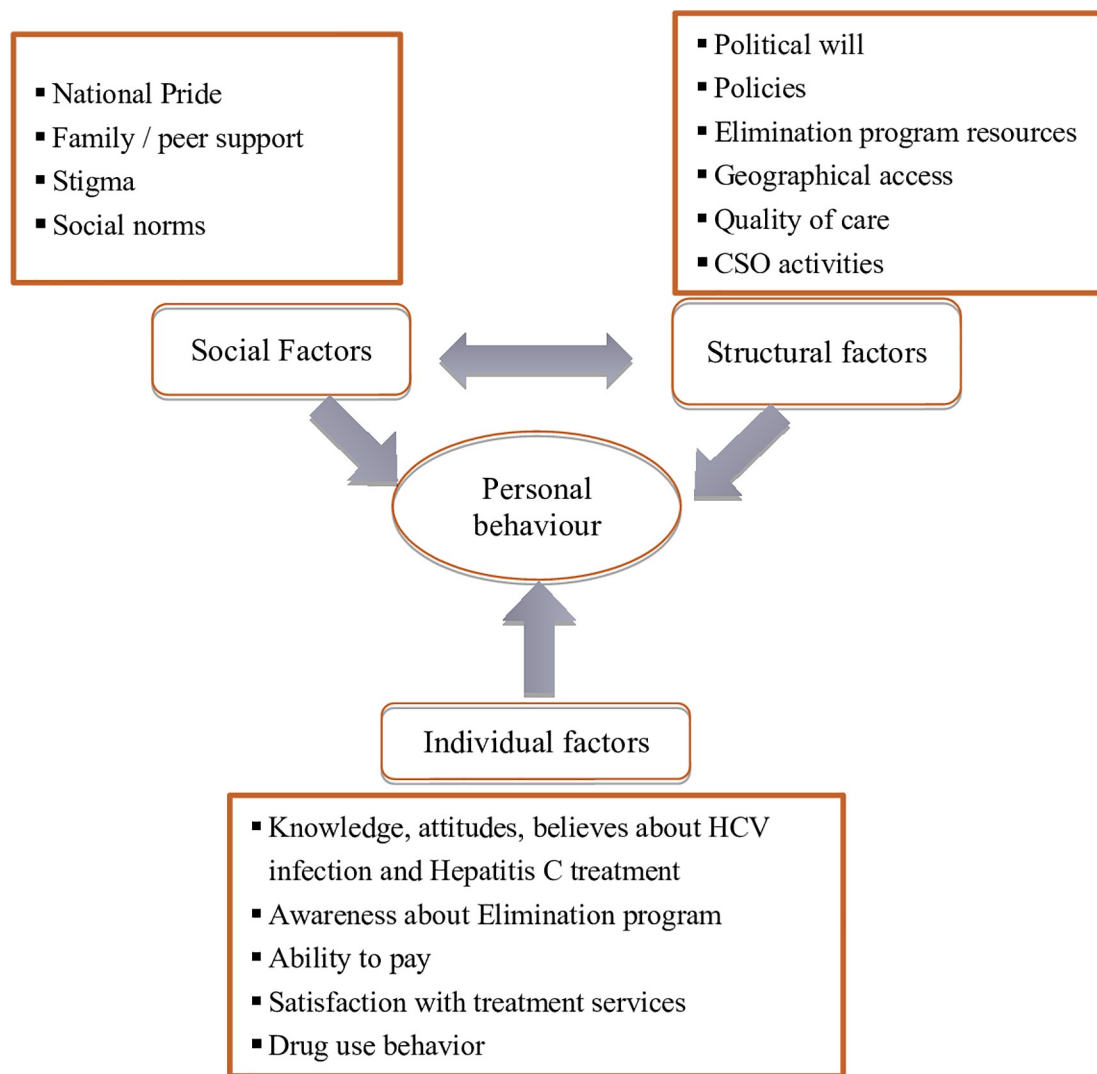 ▪ National Pride
▪ Family / peer support
▪ Stigma
▪ Social norms
▪ Political will
▪ Policies
▪ Elimination program resources
▪ Geographical access
▪ Quality of care
▪ CSO activities
Social Factors
Structural factors
Personal
behaviour
Individual factors
▪ Knowledge, attitudes, believes about HCV
infection and Hepatitis C treatment
▪ Awareness about Elimination program
▪ Ability to pay
▪ Satisfaction with treatment services
▪ Drug use behavior